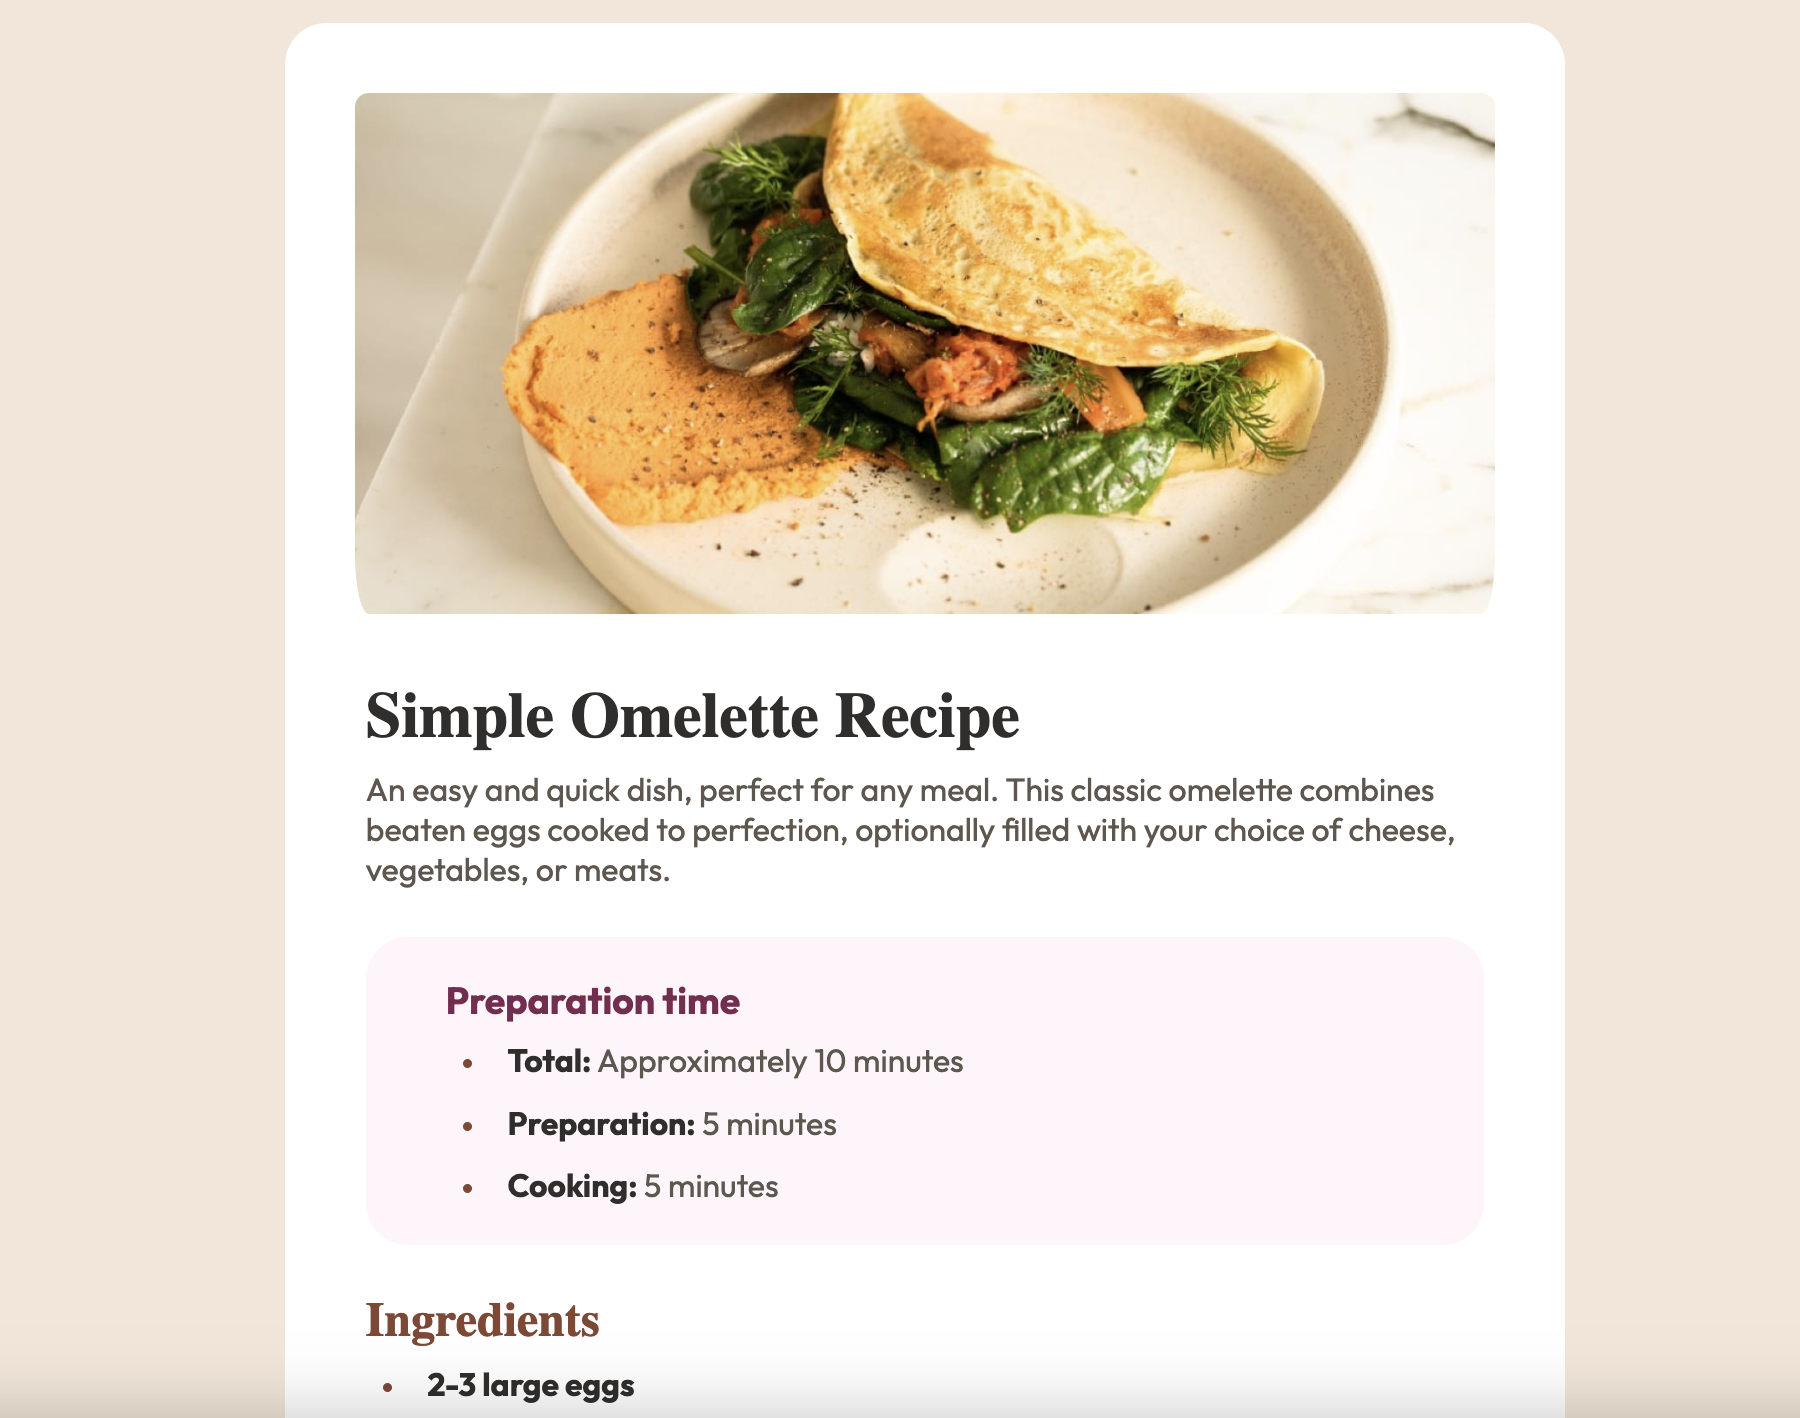 Simple Omelette Recipe
An easy and quick dish, perfect for any meal. This classic omelette combines
beaten eggs cooked to perfection, optionally filled with your choice of cheese,
vegetables, or meats.
Preparation time
• Total: Approximately 10 minutes
• Preparation: 5 minutes
• Cooking: 5 minutes
Ingredients
• 2-3 large eggs